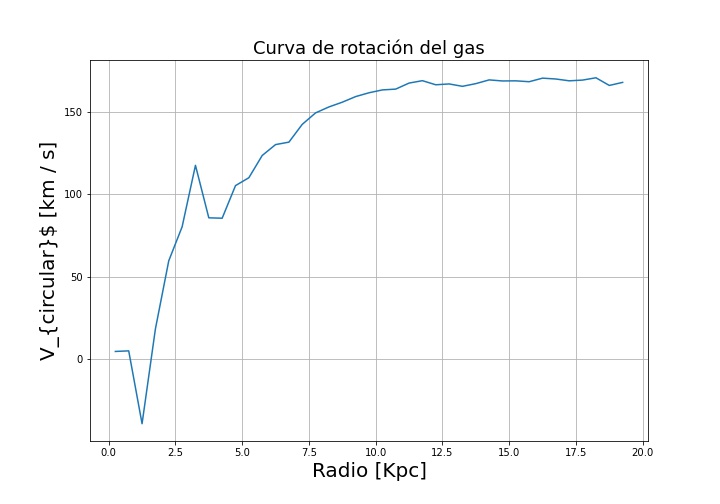 Curva de rotación del gas
V_{circular}$ [km / s]
150
100
50
0
0.0 2.5 5.0 7.5 10.0 12.5 15.0 17.5 20.0
Radio [Kpc]